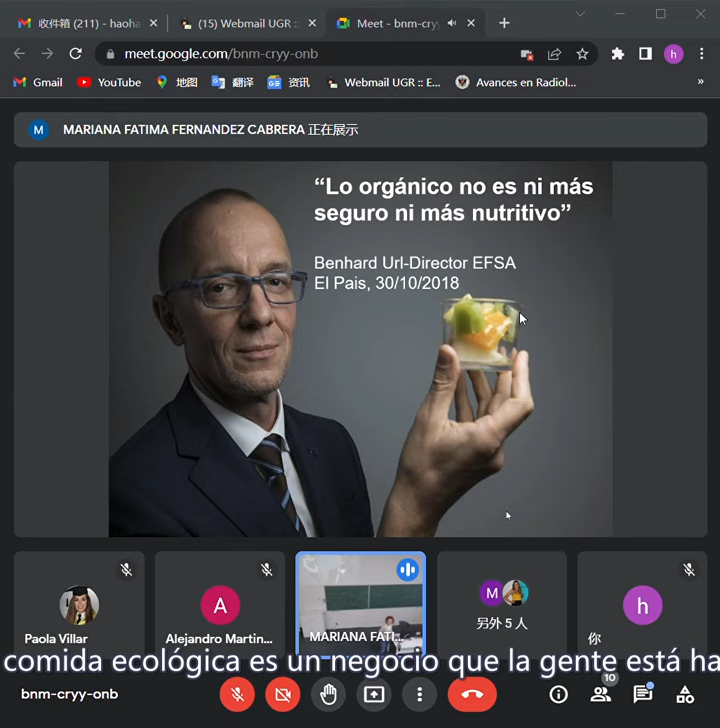 收件箱 (211) - haoha
(15) Webmail UGR ::
Meet - bnm-cry
meet.google.com/bnm-cryy-onb
h
Gmail
YouTube
地图
翻译
资讯
Webmail UGR :: E...
Avances en Radiol...
»
M
MARIANA FATIMA FERNANDEZ CABRERA 正在展示
“Lo orgánico no es ni más
seguro ni más nutritivo”
Benhard Url-Director EFSA
El Pais, 30/10/2018
Paola Villar
A
Alejandro Martin...
MARIANA FATI...
M
另外 5 人
h
你
comida ecológica es un negocio que la gente está ha
bnm-cryy-onb
10